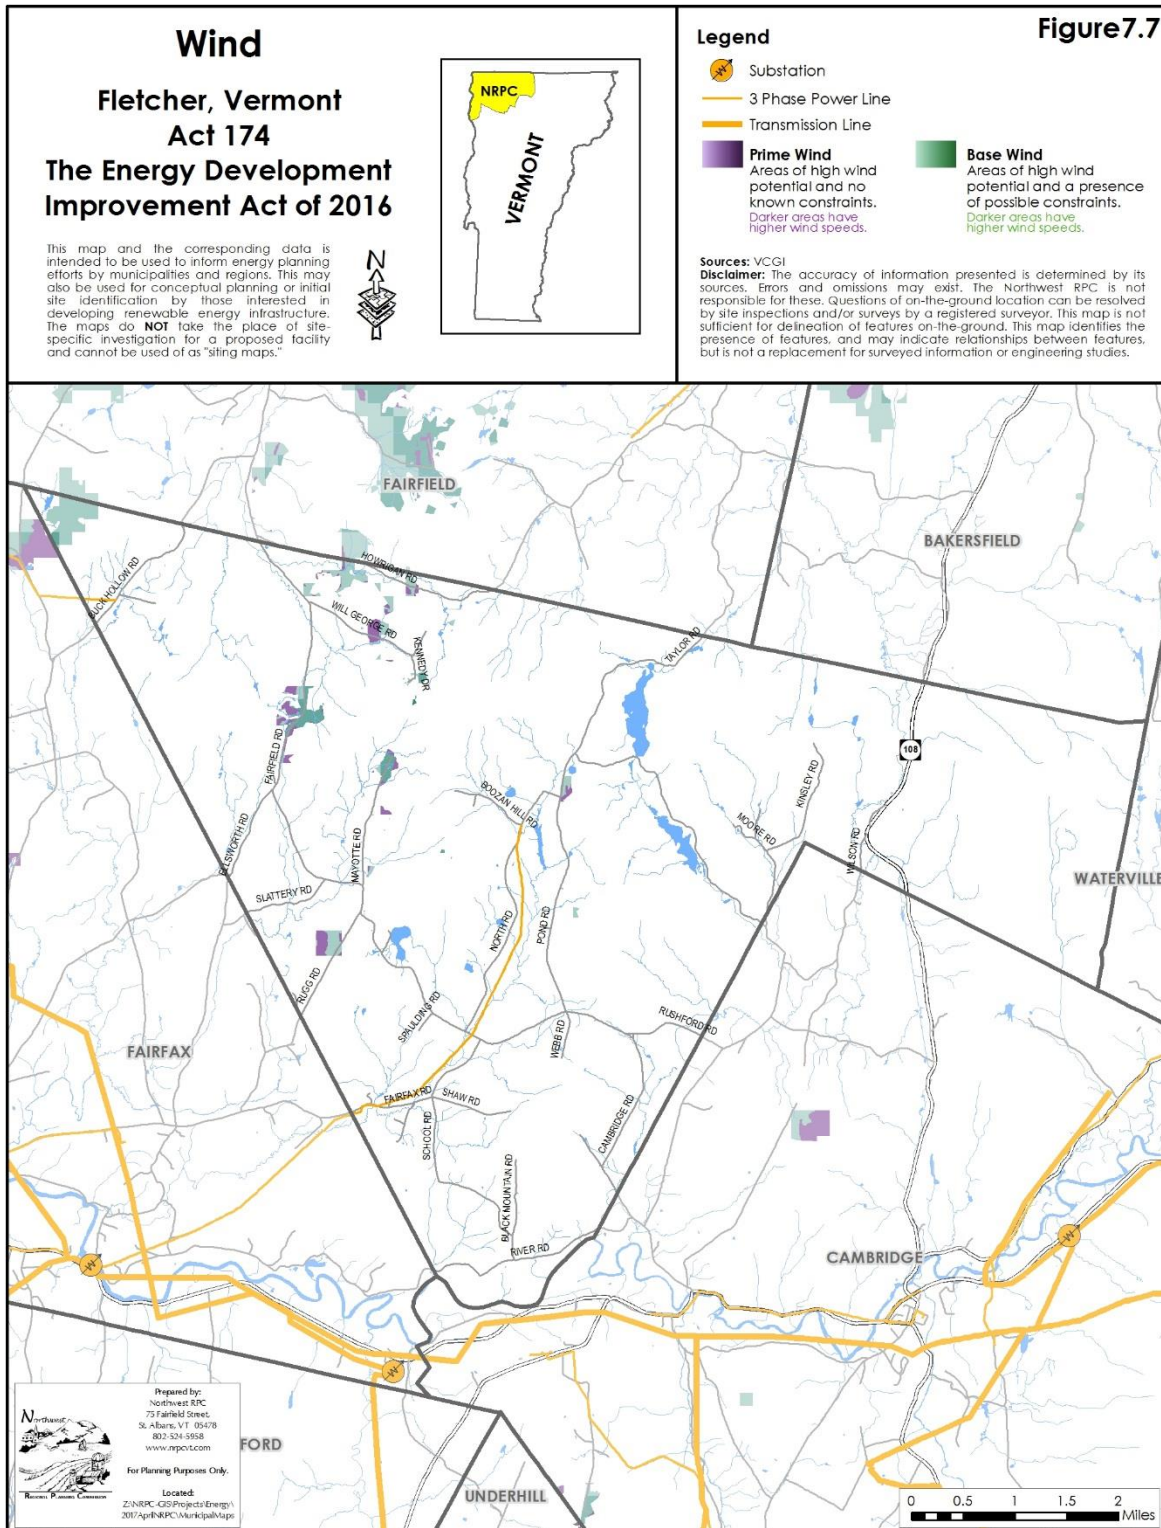 Wind
Fletcher, Vermont
Act 174
The Energy Development
Improvement Act of 2016
This map and the corresponding data is
intended to be used to inform energy planning
efforts by municipalities and regions. This may
also be used for conceptual planning or initial
site identification by those interested in
developing renewable energy infrastructure.
The maps do NOT take the place of site-
specific investigation for a proposed facility
and cannot be used of as "siting maps."
N
NRPC
VERMONT
Figure7.7
Legend
Substation
3 Phase Power Line
Transmission Line
Prime Wind
Areas of high wind
potential and no
known constraints.
Darker areas have
higher wind speeds.
Base Wind
Areas of high wind
potential and a presence
of possible constraints.
Darker areas have
higher wind speeds.
Sources: VCGI
Disclaimer: The accuracy of information presented is determined by its
sources. Errors and omissions may exist. The Northwest RPC is not
responsible for these. Questions of on-the-ground location can be resolved
by site inspections and/or surveys by a registered surveyor. This map is not
sufficient for delineation of features on-the-ground. This map identifies the
presence of features, and may indicate relationships between features,
but is not a replacement for surveyed information or engineering studies.
FAIRFIELD
BAKERSFIELD
HOWRIGAN RD
BUCK HOLLOW RD
WILL GEORGE RD
KENNEDY DR
TAYLOR RD
FAIRFIELD RD
108
BOOZAN HILL RD
KINSLEY RD
MOORE RD
WILSON RD
ELLSWORTH RD
MAYOTTE RD
SLATTERY RD
WATERVILLE
NORTH RD
POND RD
RUGG RD
SPAULDING RD
RUSHFORD RD
WEBB RD
FAIRFAX
FAIRFAX RD
SHAW RD
SCHOOL RD
CAMBRIDGE RD
BLACK MOUNTAIN RD
RIVER RD
CAMBRIDGE
Northwest
REGIONAL PLANNING COMMISSION
Prepared by:
Northwest RPC
75 Fairfield Street,
St. Albans, VT 05478
802-524-5958
www.nrpcvt.com
For Planning Purposes Only.
Located:
Z:\NRPC-GIS\Projects\Energy\
2017AprilNRPC\MunicipalMaps
FORD
UNDERHILL
0 0.5 1 1.5 2
Miles